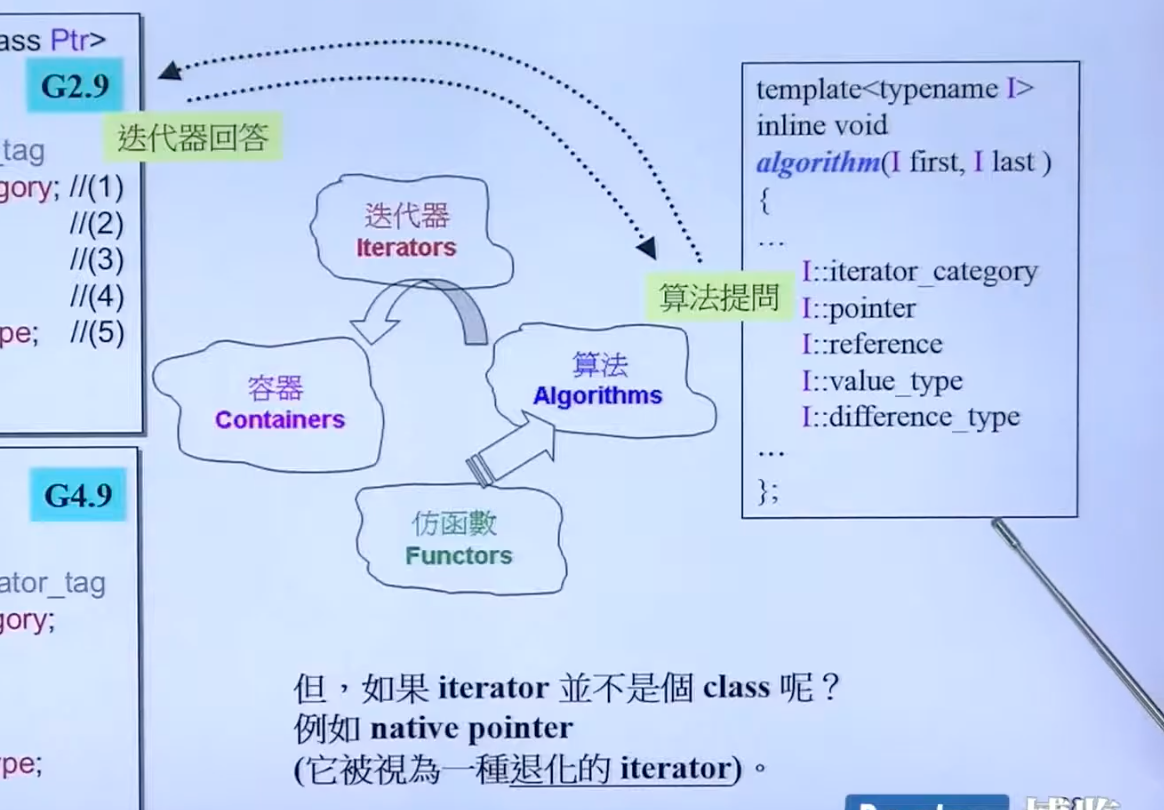 ass Ptr>
G2.9
迭代器回答
_tag
gory; //(1)
//(2)
//(3)
//(4)
pe; //(5)
迭代器
Iterators
容器
Containers
算法
Algorithms
仿函數
Functors
算法提問
template<typename I>
inline void
algorithm(I first, I last )
{
...
I::iterator_category
I::pointer
I::reference
I::value_type
I::difference_type
...
};
G4.9
ator_tag
gory;
ype;
但，如果 iterator 並不是個 class 呢？
例如 native pointer
(它被視為一種退化的 iterator)。